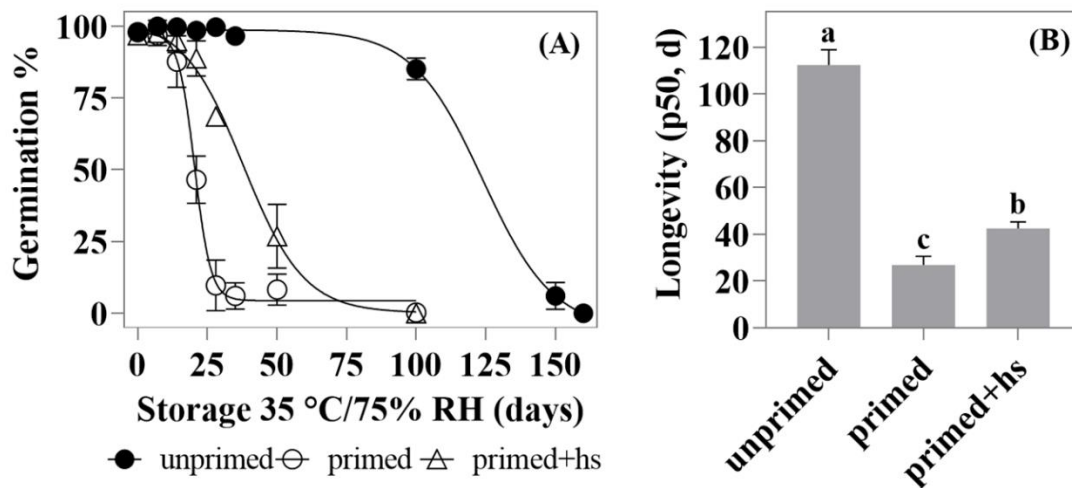 (A)
Germination %
100
75
50
25
0
0 25 50 75 100 125 150
Storage 35 °C/75% RH (days)
unprimed primed primed+hs
(B)
Longevity (p50, d)
120
100
80
60
40
20
0
a
c
b
unprimed
primed
primed+hs